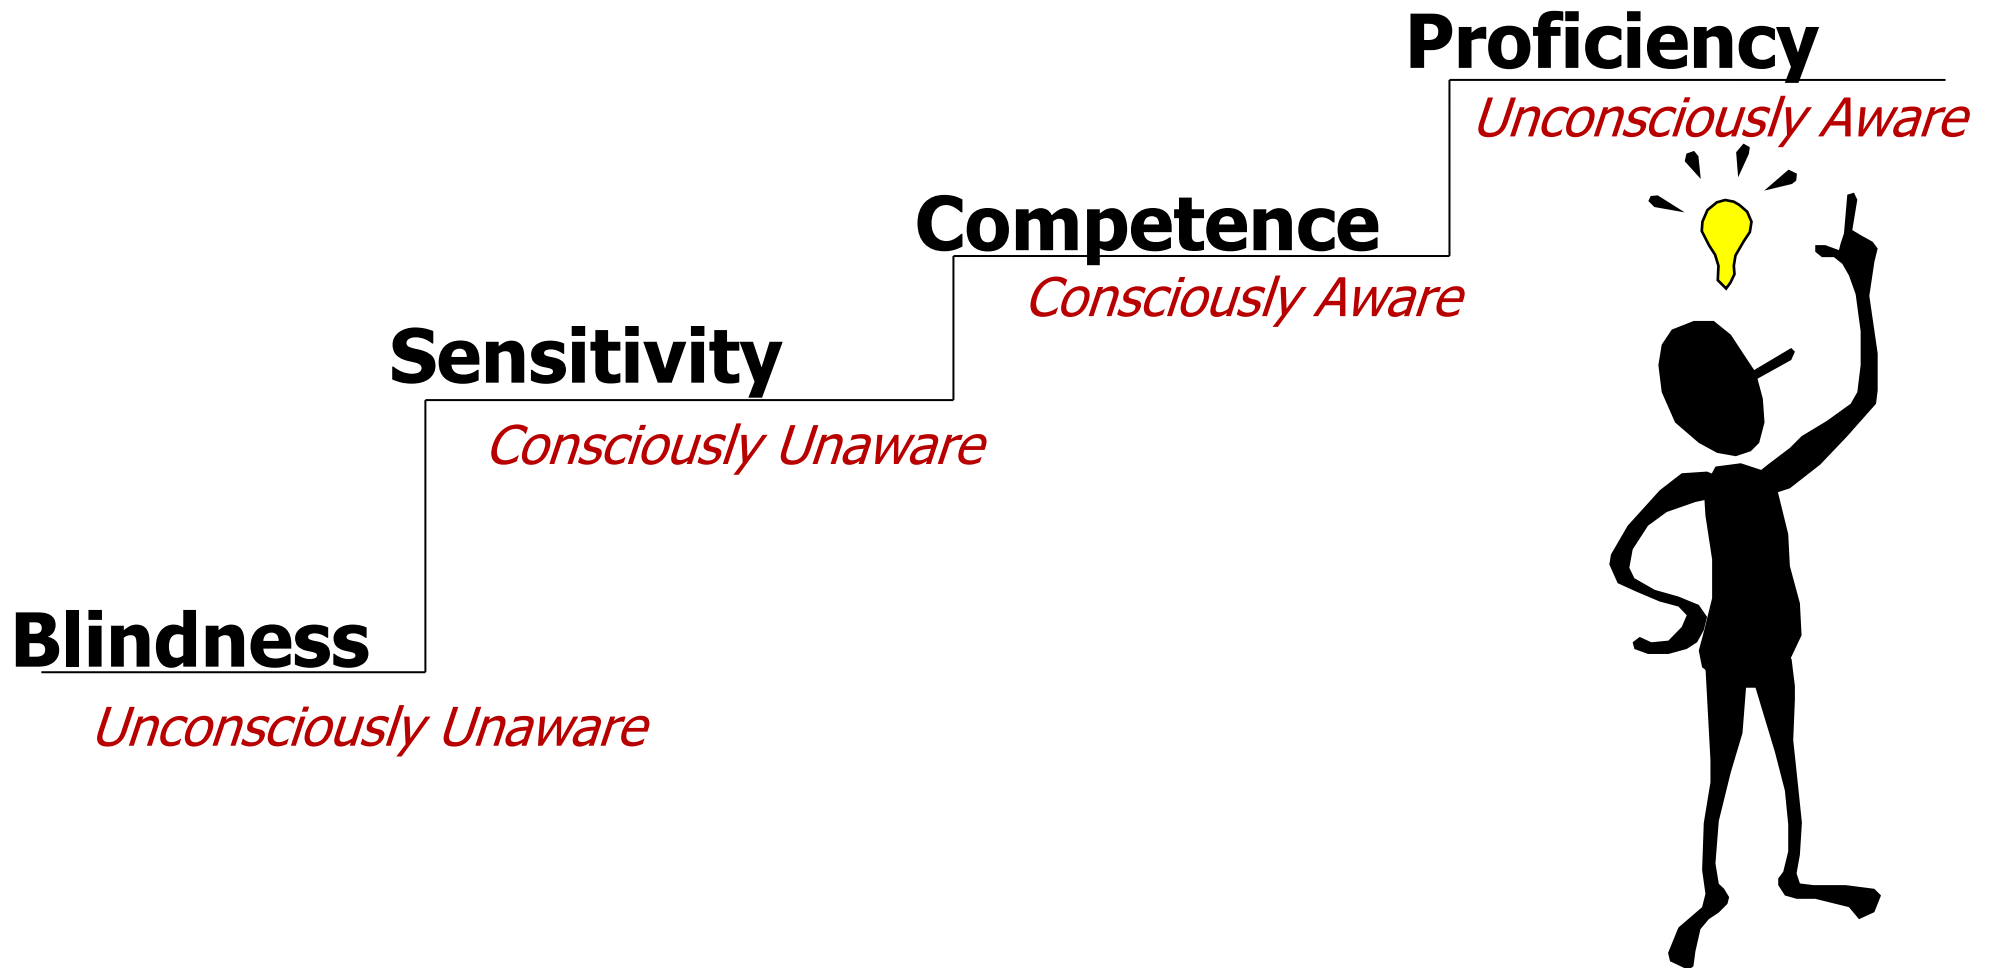 Proficiency
Unconsciously Aware
Competence
Consciously Aware
Sensitivity
Consciously Unaware
Blindness
Unconsciously Unaware